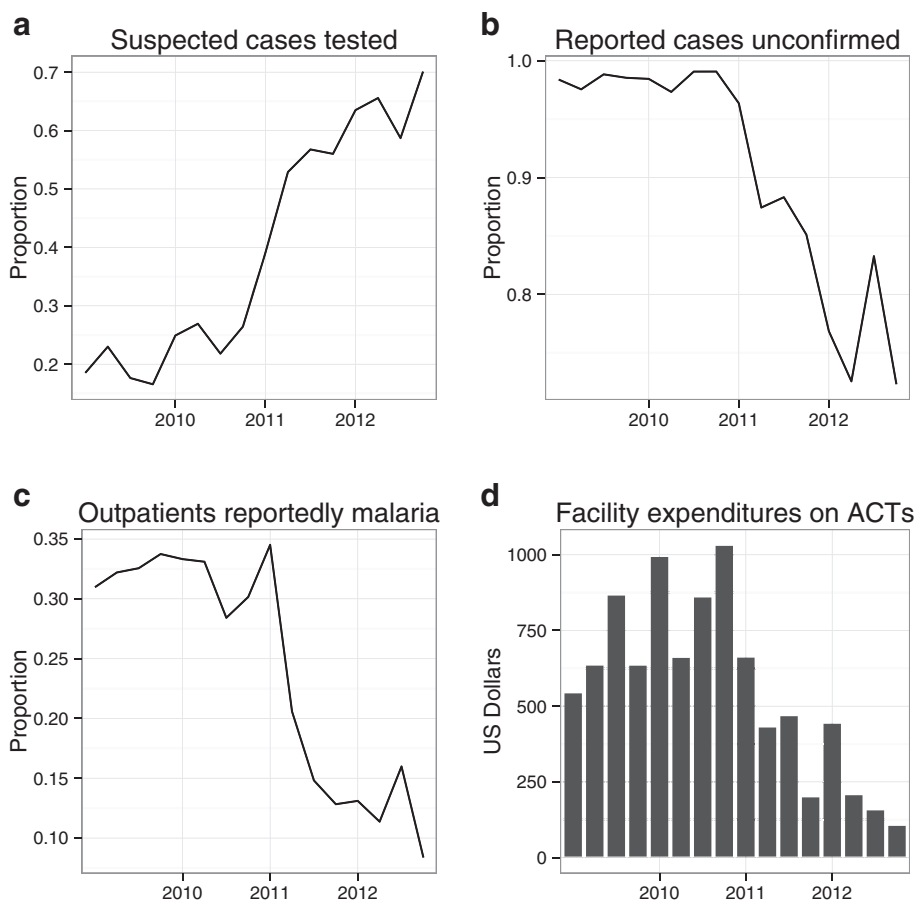 a
Suspected cases tested
Proportion
0.7
0.6
0.5
0.4
0.3
0.2
2010 2011 2012
b
Reported cases unconfirmed
Proportion
1.0
0.9
0.8
2010 2011 2012
c
Outpatients reportedly malaria
Proportion
0.35
0.30
0.25
0.20
0.15
0.10
2010 2011 2012
d
Facility expenditures on ACTs
US Dollars
1000
750
500
250
0
2010 2011 2012